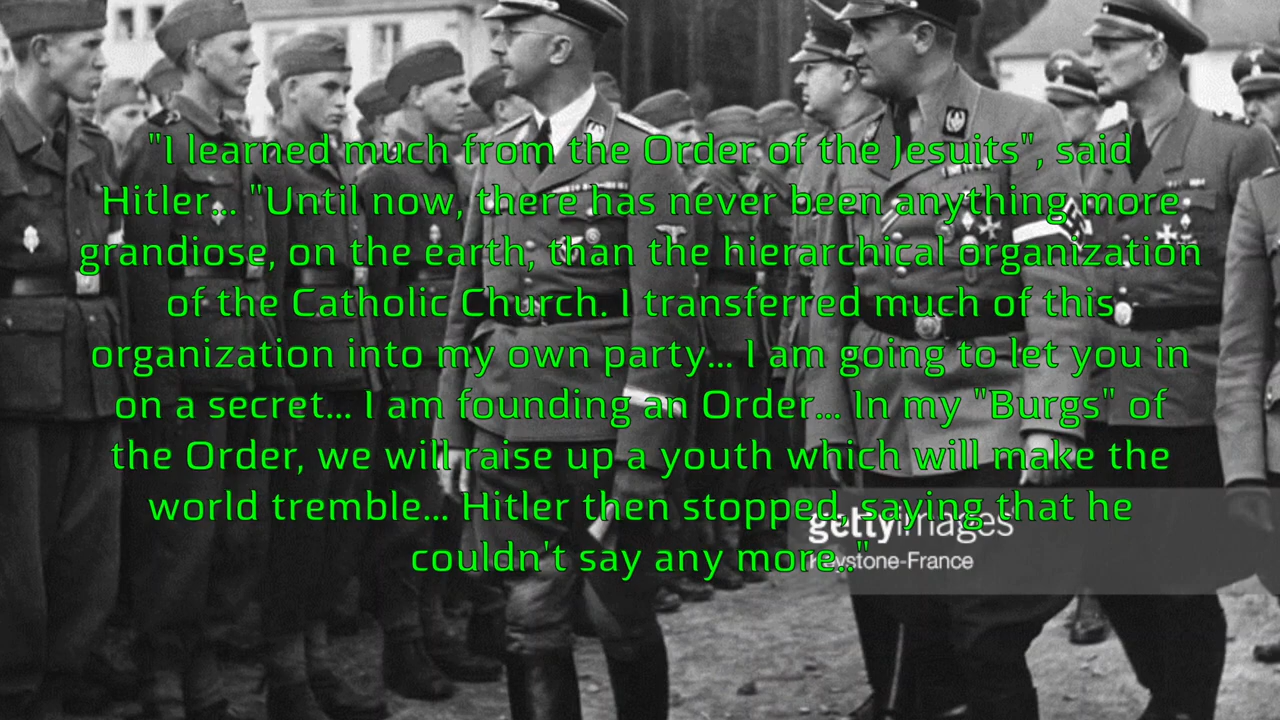 "I learned much from the Order of the Jesuits", said
Hitler... "Until now, there has never been anything more
grandiose, on the earth, than the hierarchical organization
of the Catholic Church. I transferred much of this
organization into my own party... I am going to let you in
on a secret... I am founding an Order... In my "Burgs" of
the Order, we will raise up a youth which will make the
world tremble... Hitler then stopped, saying that he
couldn't say any more.."
gettyimages
Keystone-France